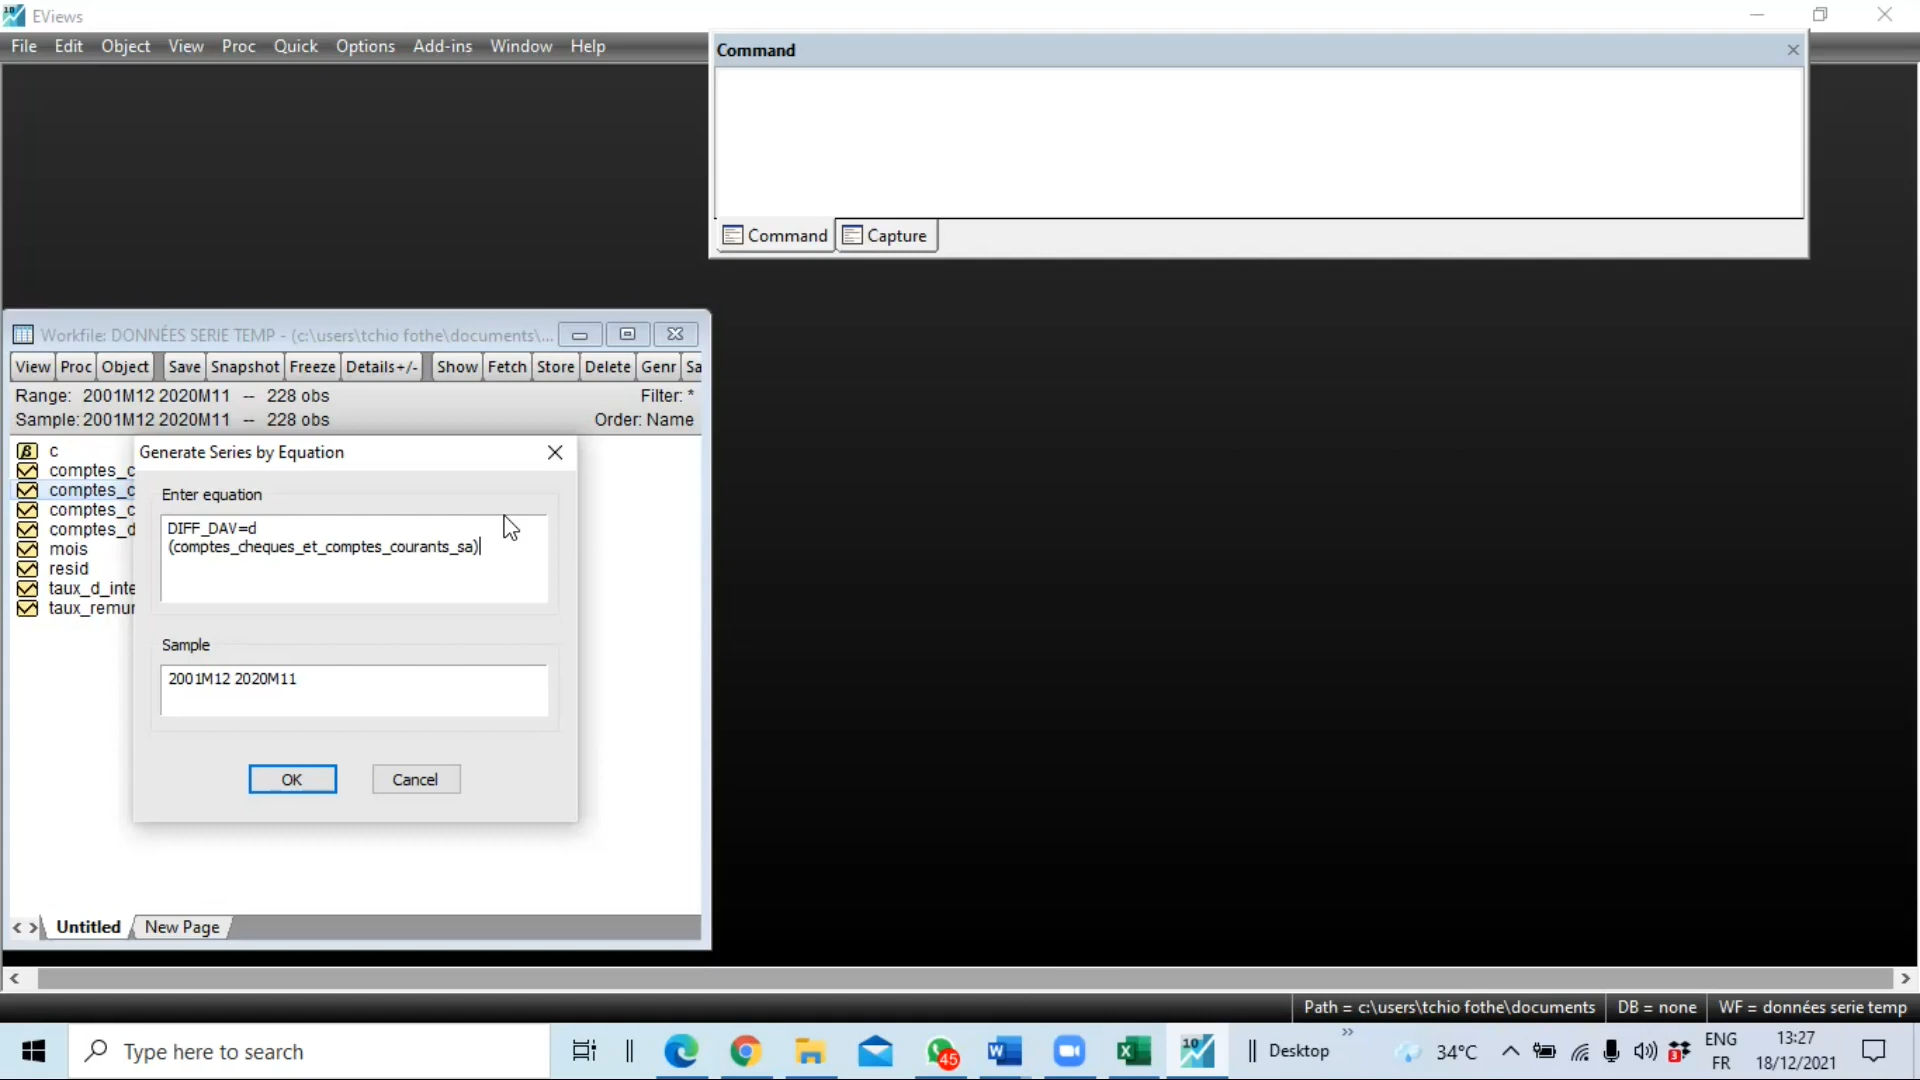 EViews
File Edit Object View Proc Quick Options Add-ins Window Help
Command
Command Capture
Workfile: DONNÉES SERIE TEMP - (c:\users\tchio fothe\documents\...
View Proc Object Save Snapshot Freeze Details+/- Show Fetch Store Delete Genr Sa
Range: 2001M12 2020M11 -- 228 obs Filter: *
Sample: 2001M12 2020M11 -- 228 obs Order: Name
c
comptes_c
comptes_c
comptes_c
comptes_d
mois
resid
taux_d_inte
taux_remur
Generate Series by Equation
Enter equation
DIFF_DAV=d
(comptes_cheques_et_comptes_courants_sa)
Sample
2001M12 2020M11
OK Cancel
Untitled New Page
Path = c:\users\tchio fothe\documents DB = none WF = données serie temp
Type here to search
45
10
Desktop
34°C
3
ENG
FR
13:27
18/12/2021